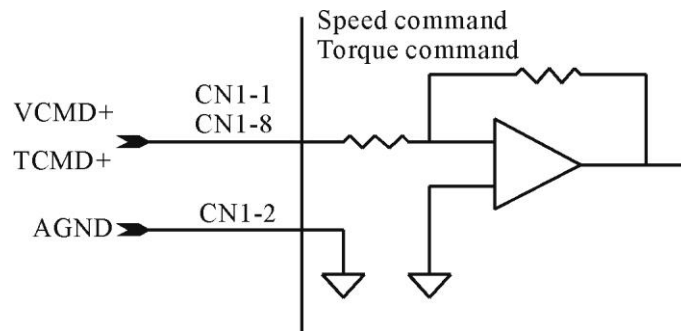 Speed command
Torque command
CN1-1
VCMD+
CN1-8
TCMD+
CN1-2
AGND